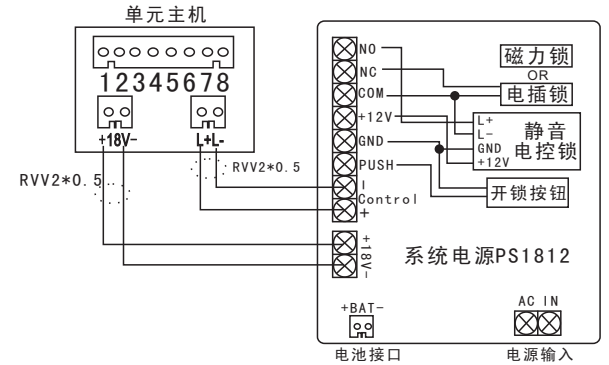 单元主机
12345678
+18V-
L+L-
RVV2*0.5
RVV2*0.5
NO
NC
COM
+12V
GND
PUSH
-
Control
+
+18V-
磁力锁
OR
电插锁
L+
L-
GND
+12V
静音
电控锁
开锁按钮
系统电源PS1812
+BAT-
电池接口
AC IN
电源输入